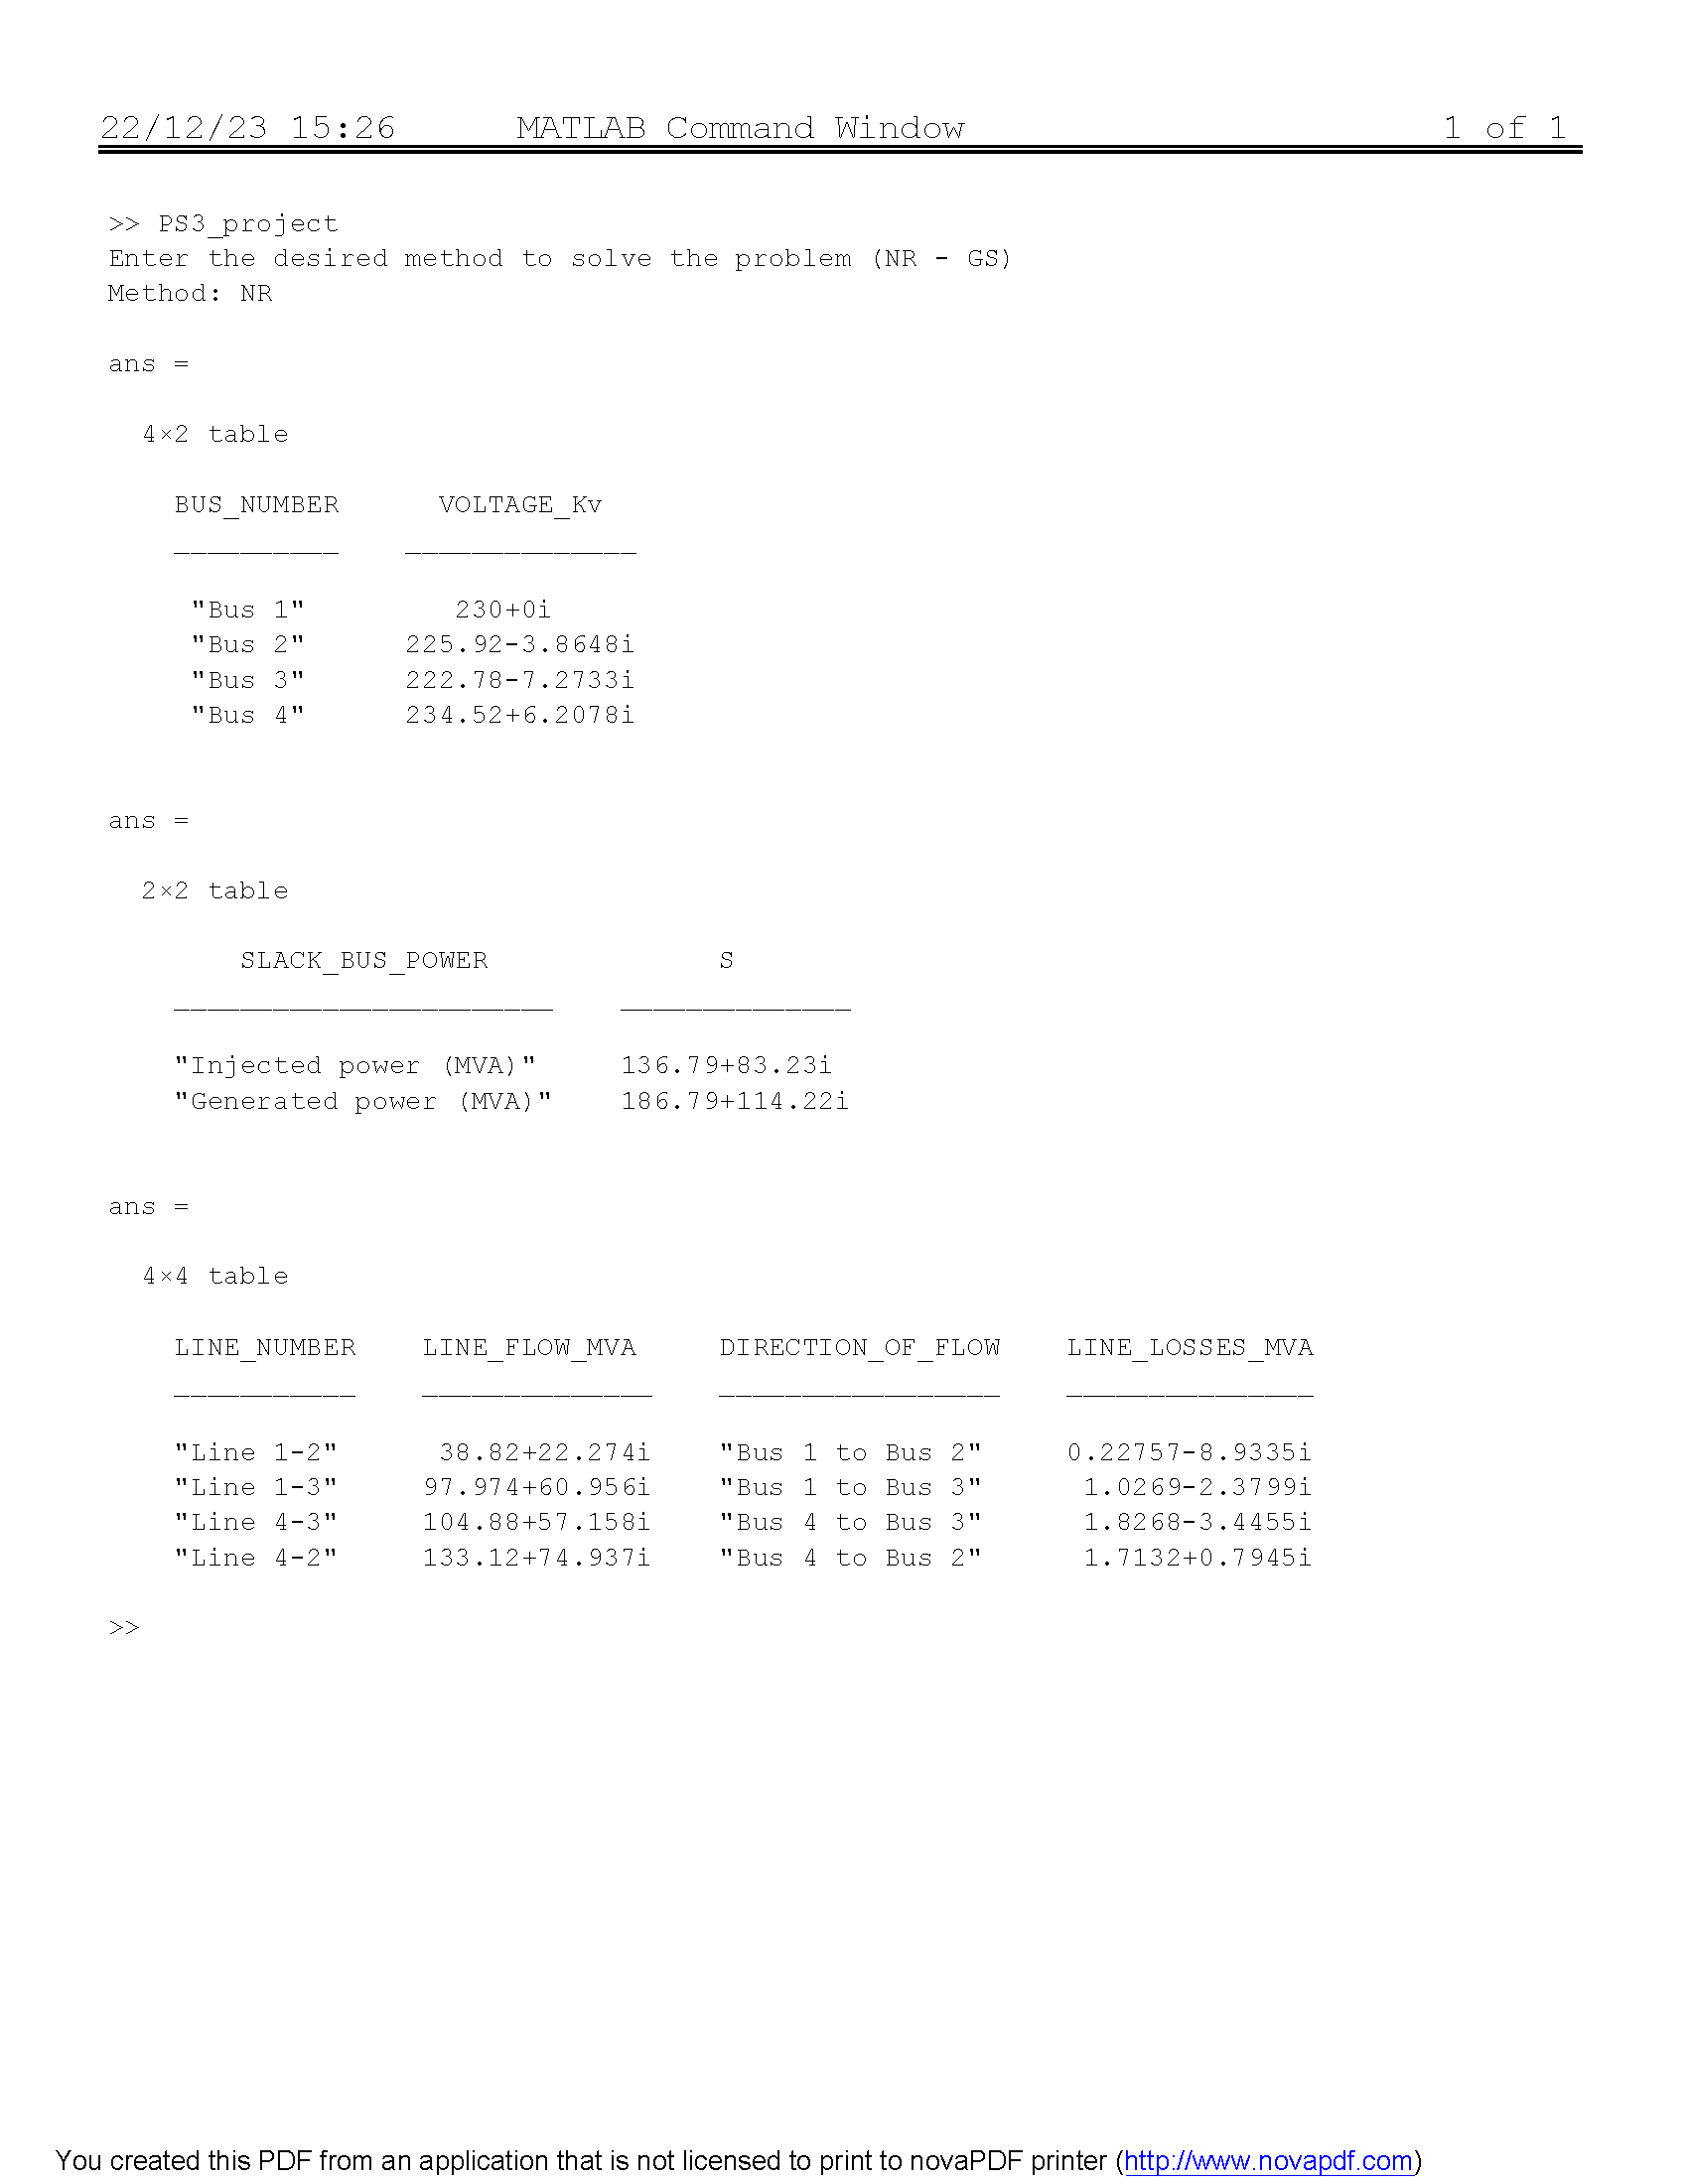 22/12/23 15:26 MATLAB Command Window 1 of 1
>> PS3_project
Enter the desired method to solve the problem (NR - GS)
Method: NR
ans =
4×2 table
BUS_NUMBER VOLTAGE_Kv
__________ ______________
"Bus 1" 230+0i
"Bus 2" 225.92-3.8648i
"Bus 3" 222.78-7.2733i
"Bus 4" 234.52+6.2078i
ans =
2×2 table
SLACK_BUS_POWER S
_______________________ ______________
"Injected power (MVA)" 136.79+83.23i
"Generated power (MVA)" 186.79+114.22i
ans =
4×4 table
LINE_NUMBER LINE_FLOW_MVA DIRECTION_OF_FLOW LINE_LOSSES_MVA
___________ ______________ _________________ _______________
"Line 1-2" 38.82+22.274i "Bus 1 to Bus 2" 0.22757-8.9335i
"Line 1-3" 97.974+60.956i "Bus 1 to Bus 3" 1.0269-2.3799i
"Line 4-3" 104.88+57.158i "Bus 4 to Bus 3" 1.8268-3.4455i
"Line 4-2" 133.12+74.937i "Bus 4 to Bus 2" 1.7132+0.7945i
>>
You created this PDF from an application that is not licensed to print to novaPDF printer (http://www.novapdf.com)